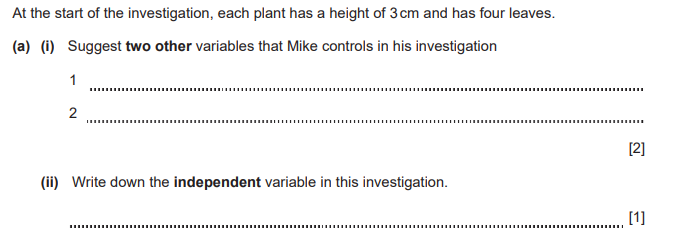 At the start of the investigation, each plant has a height of 3 cm and has four leaves.
(a) (i) Suggest two other variables that Mike controls in his investigation
1
2
[2]
(ii) Write down the independent variable in this investigation.
[1]